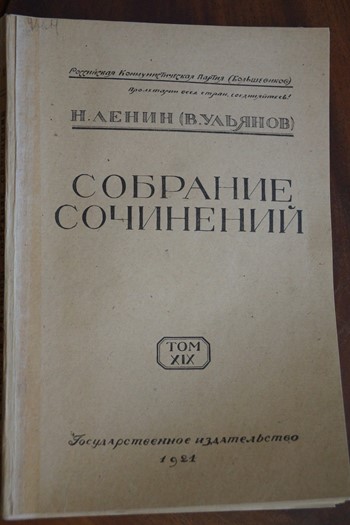 Российская Коммунистическая Партия (Большевиков)
Пролетарии всех стран, соединяйтесь!
Н. ЛЕНИН (В. УЛЬЯНОВ)
СОБРАНИЕ
СОЧИНЕНИЙ
ТОМ
XIX
Государственное издательство
1921